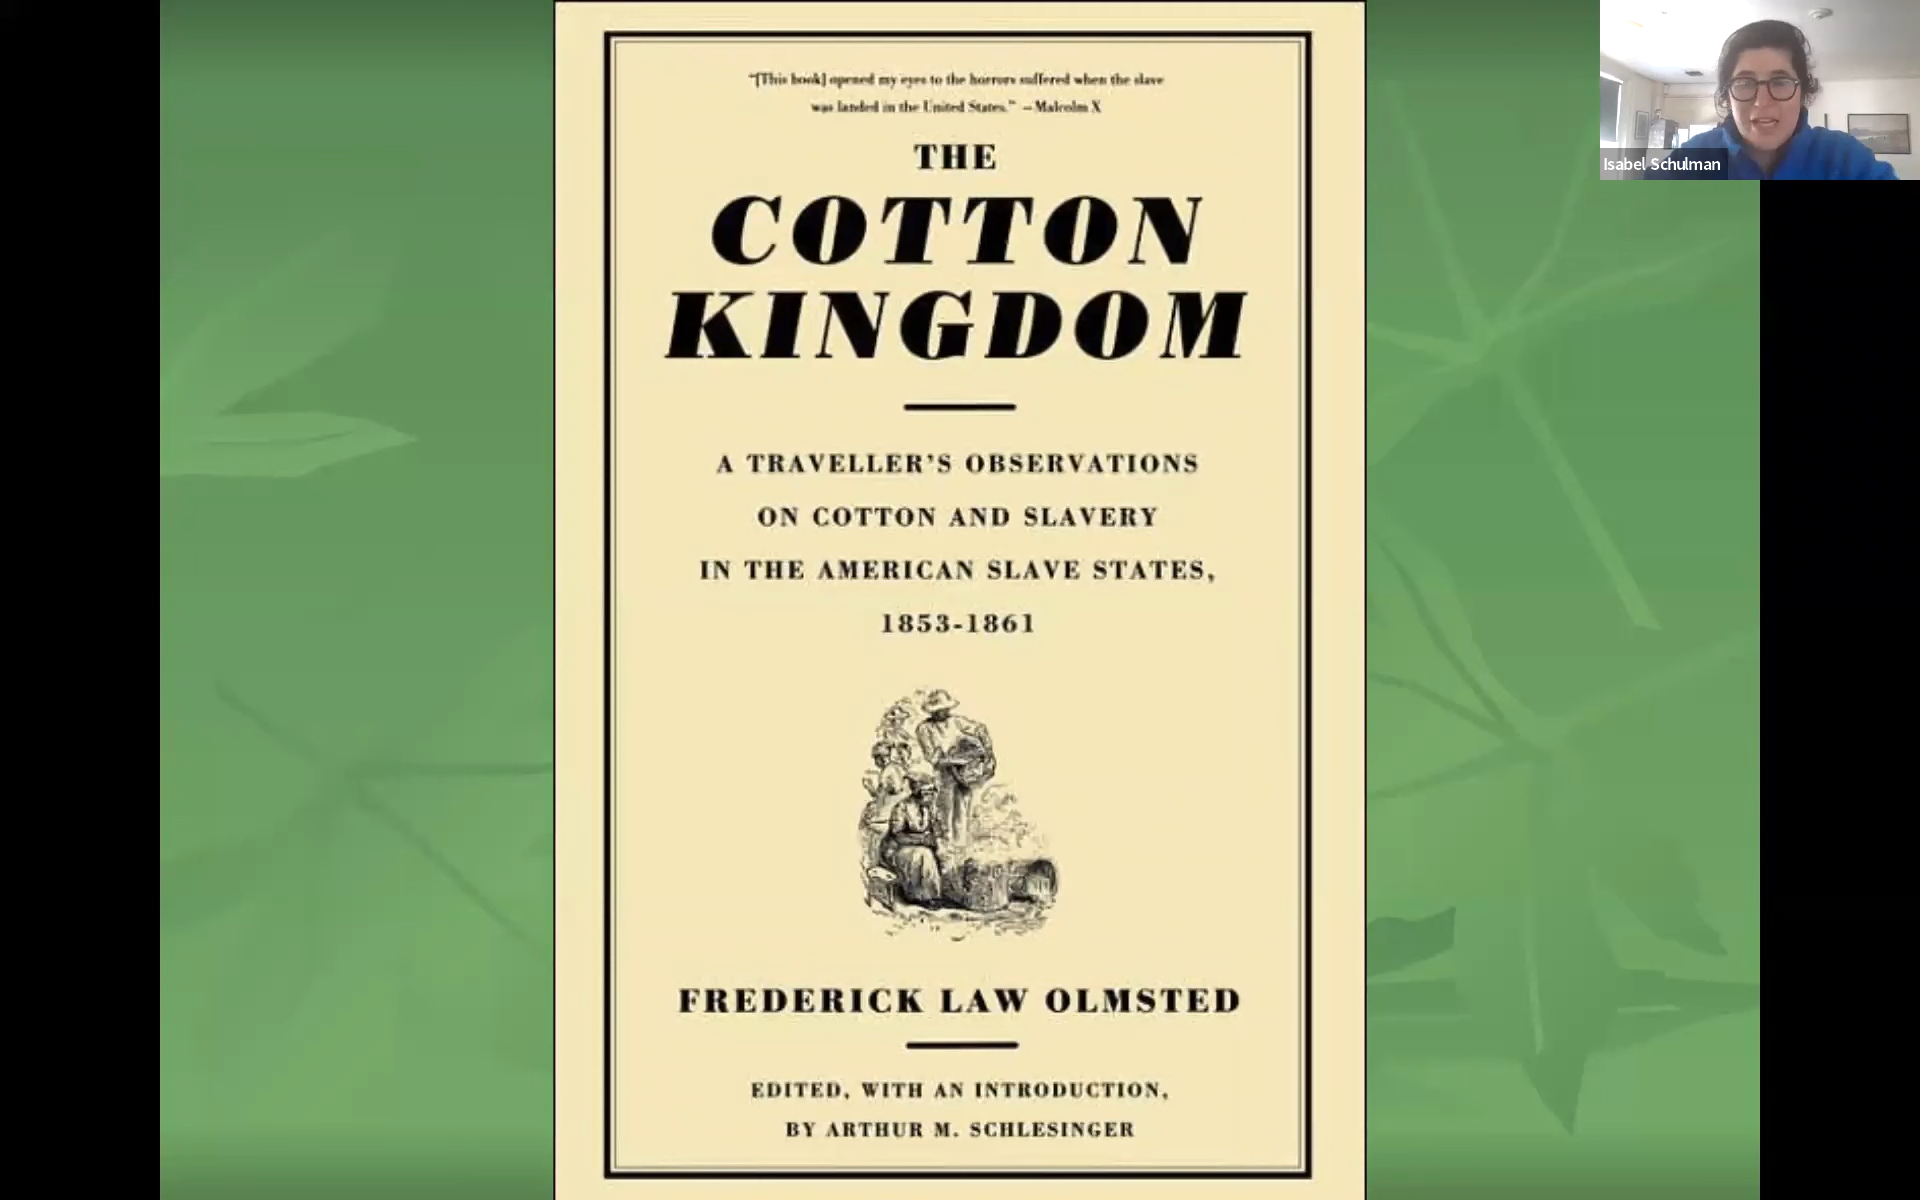 "[This book] opened my eyes to the horrors suffered when the slave
was landed in the United States." —Malcolm X
THE
COTTON
KINGDOM
A TRAVELLER'S OBSERVATIONS
ON COTTON AND SLAVERY
IN THE AMERICAN SLAVE STATES,
1853-1861
FREDERICK LAW OLMSTED
EDITED, WITH AN INTRODUCTION,
BY ARTHUR M. SCHLESINGER
Isabel Schulman